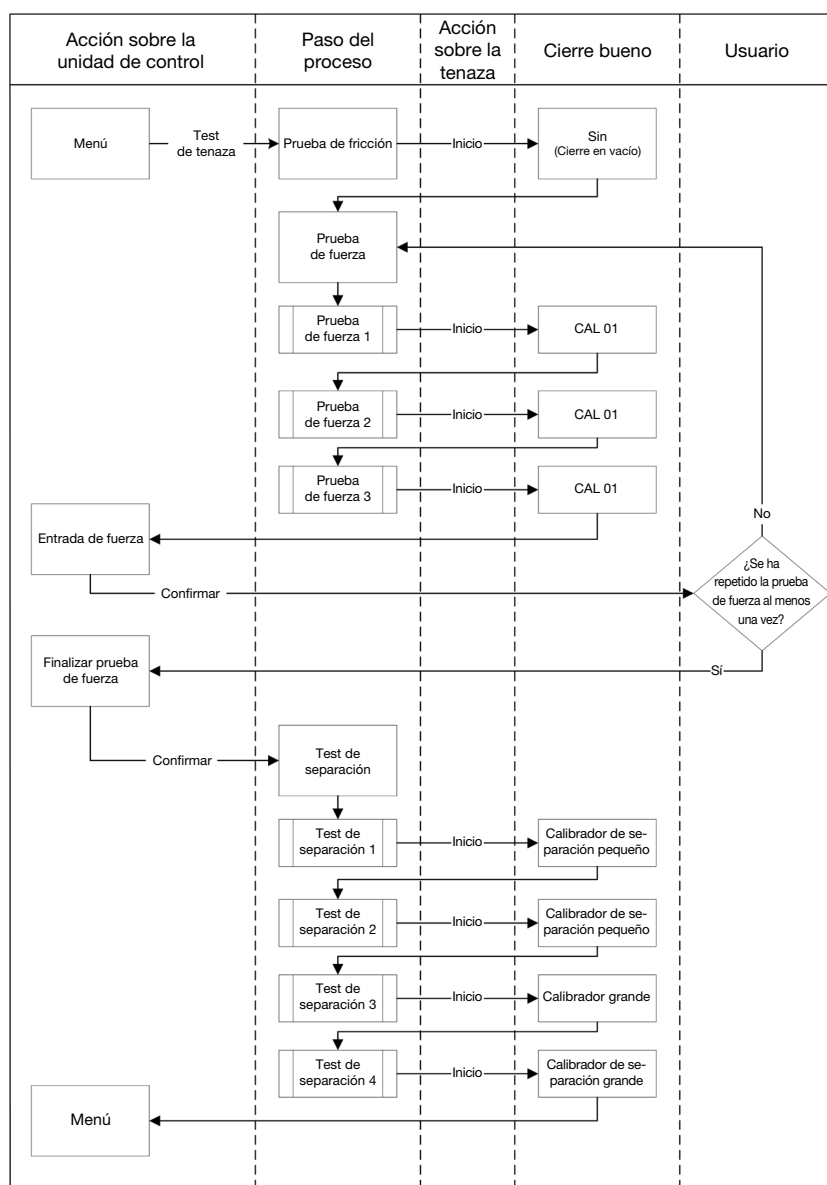 Acción sobre la
unidad de control
Paso del
proceso
Acción
sobre la
tenaza
Cierre bueno
Usuario
Menú
Test
de tenaza
Prueba de fricción
Inicio
Sin
(Cierre en vacío)
Prueba
de fuerza
Prueba
de fuerza 1
Inicio
CAL 01
Prueba
de fuerza 2
Inicio
CAL 01
Prueba
de fuerza 3
Inicio
CAL 01
No
Entrada de fuerza
Confirmar
¿Se ha
repetido la prueba
de fuerza al menos
una vez?
Sí
Finalizar prueba
de fuerza
Confirmar
Test de
separación
Test de
separación 1
Inicio
Calibrador de se-
paración pequeño
Test de
separación 2
Inicio
Calibrador de se-
paración pequeño
Test de
separación 3
Inicio
Calibrador grande
Test de
separación 4
Inicio
Calibrador de se-
paración grande
Menú